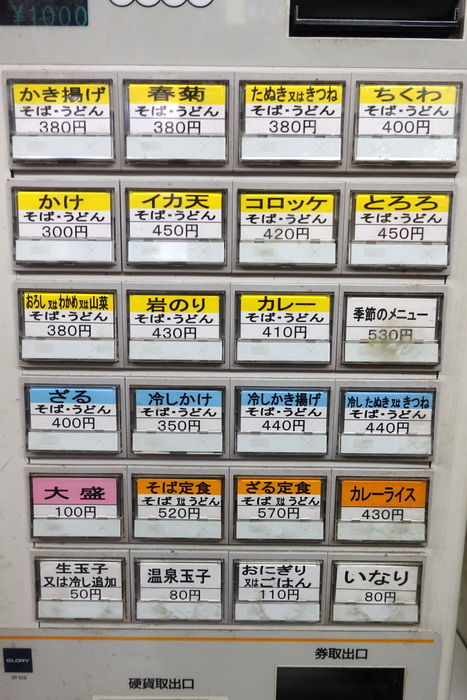 ¥1000
かき揚げ
そば・うどん
380円
春菊
そば・うどん
380円
たぬき又はきつね
そば・うどん
380円
ちくわ
そば・うどん
400円
かけ
そば・うどん
300円
イカ天
そば・うどん
450円
コロッケ
そば・うどん
420円
とろろ
そば・うどん
450円
おろし又はわかめ又は山菜
そば・うどん
380円
岩のり
そば・うどん
430円
カレー
そば・うどん
410円
季節のメニュー
530円
ざる
そば・うどん
400円
冷しかけ
そば・うどん
350円
冷しかき揚げ
そば・うどん
440円
冷したぬき又はきつね
そば・うどん
440円
大盛
100円
そば定食
そば又はうどん
520円
ざる定食
そば又はうどん
570円
カレーライス
430円
生玉子
又は冷し追加
50円
温泉玉子
80円
おにぎり
又はごはん
110円
いなり
80円
GLORY
VT-S10
券取出口
硬貨取出口